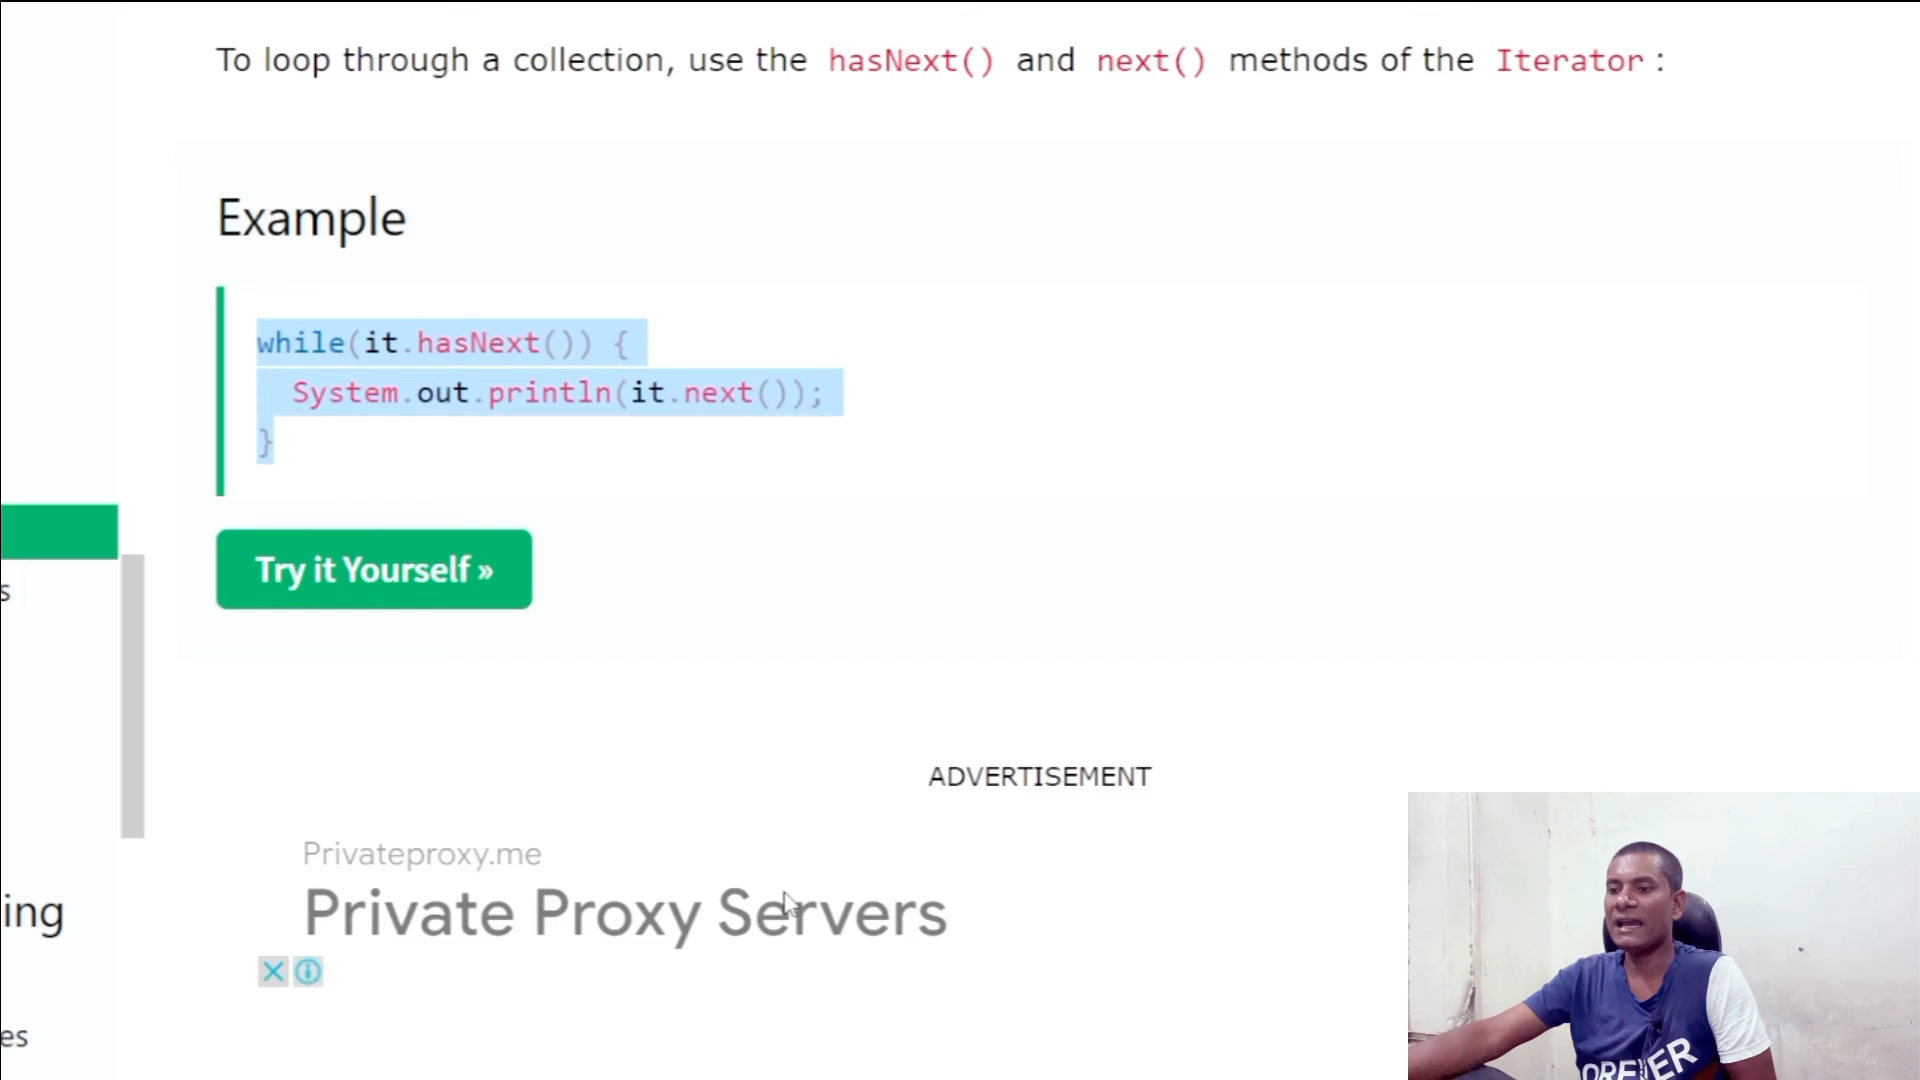 To loop through a collection, use the hasNext() and next() methods of the Iterator :
Example
while(it.hasNext()) {
System.out.println(it.next());
}
s
Try it Yourself »
ADVERTISEMENT
Privateproxy.me
Private Proxy Servers
ing
es